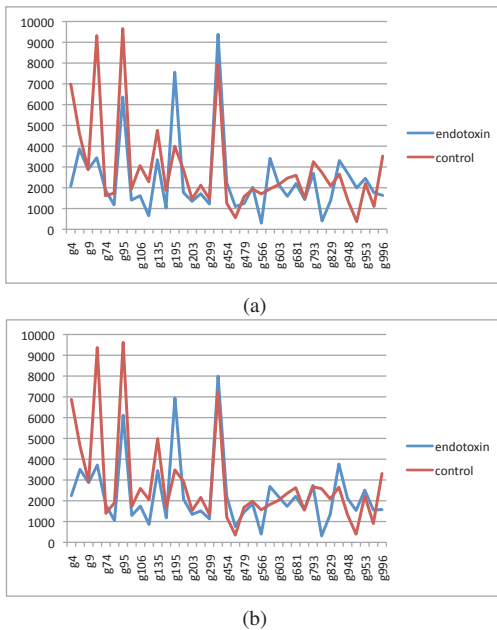 10000
9000
8000
7000
6000
5000
4000
3000
2000
1000
0
g4
g9
g74
g95
g106
g135
g195
g203
g299
g454
g479
g566
g603
g681
g793
g829
g948
g953
g996
endotoxin
control
(a)
10000
9000
8000
7000
6000
5000
4000
3000
2000
1000
0
g4
g9
g74
g95
g106
g135
g195
g203
g299
g454
g479
g566
g603
g681
g793
g829
g948
g953
g996
endotoxin
control
(b)